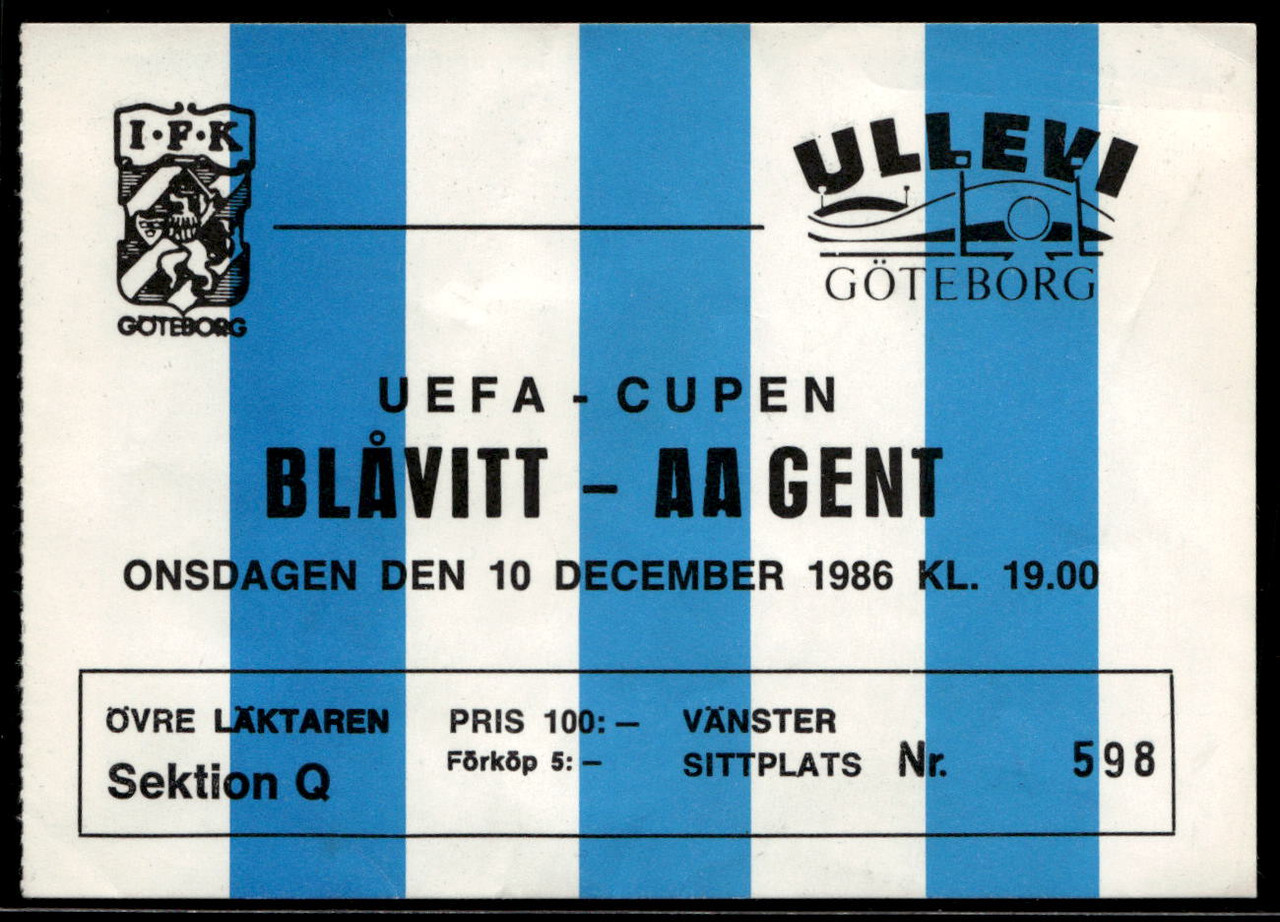 I·F·K
GÖTEBORG
ULLEVI
GÖTEBORG
UEFA - CUPEN
BLÅVITT – AA GENT
ONSDAGEN DEN 10 DECEMBER 1986 KL. 19.00
ÖVRE LÄKTAREN
Sektion Q
PRIS 100: –
Förköp 5: –
VÄNSTER
SITTPLATS Nr. 598